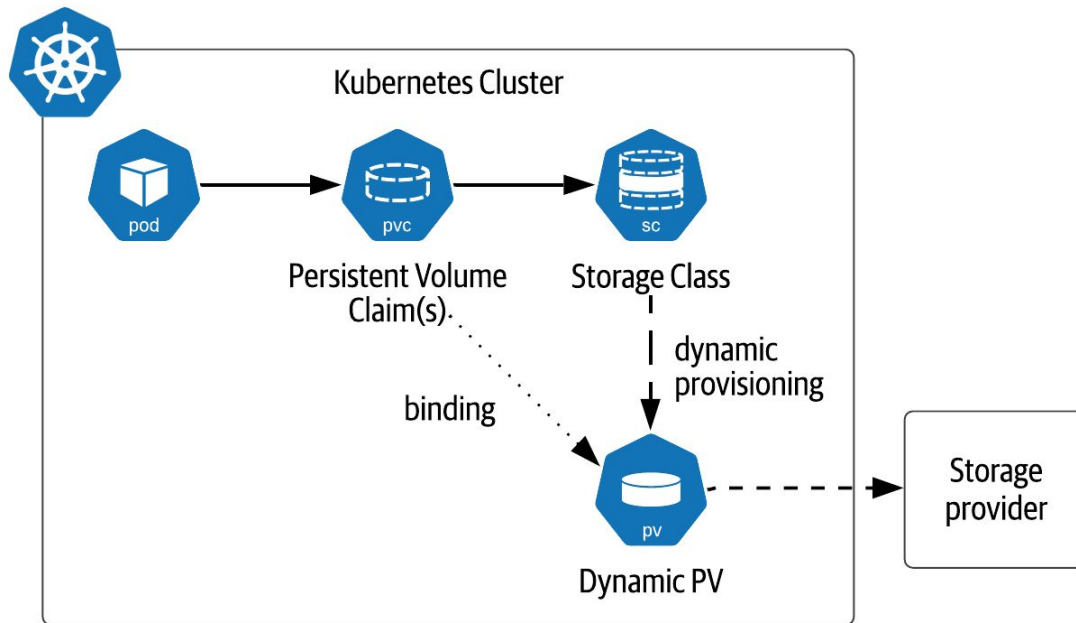 Kubernetes Cluster
pod
pvc
sc
Persistent Volume
Claim(s)
Storage Class
dynamic
provisioning
binding
pv
Dynamic PV
Storage
provider